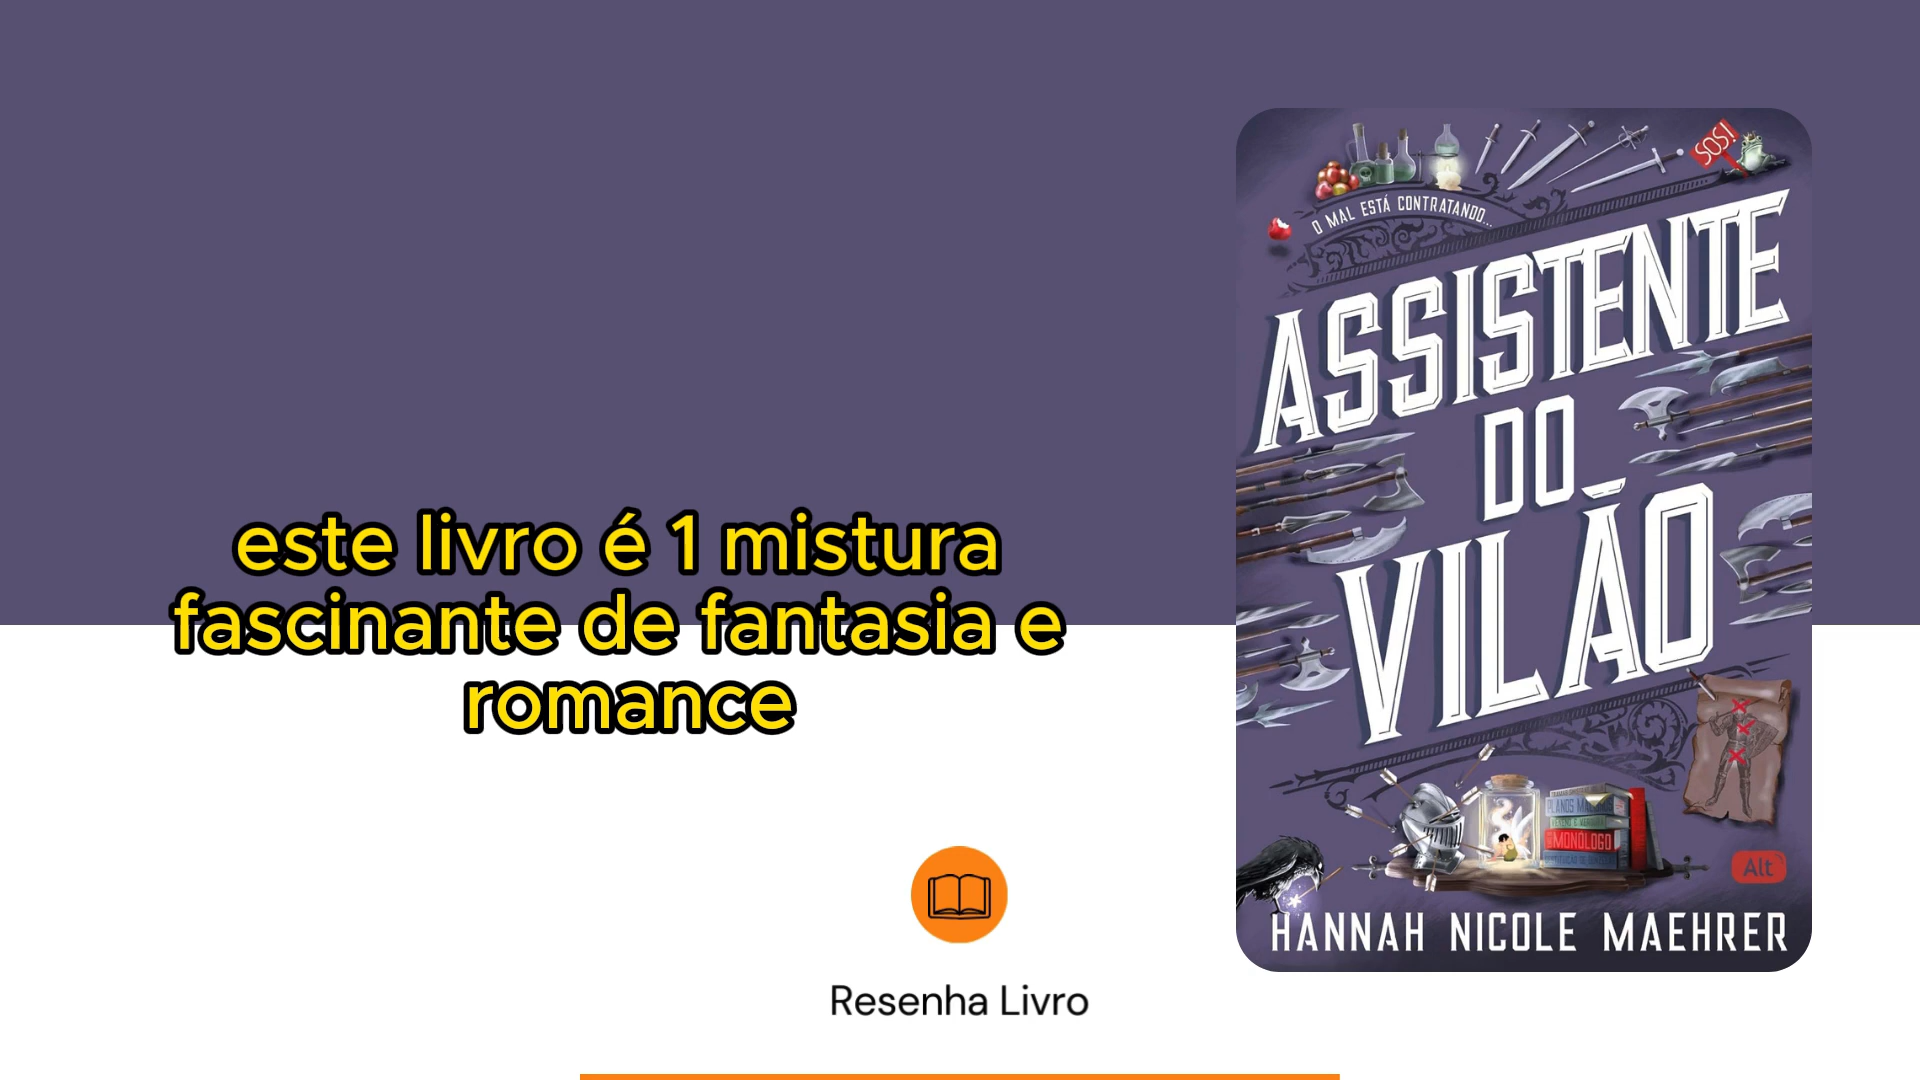 este livro é 1 mistura
fascinante de fantasia e
romance
Resenha Livro
SOS!
O MAL ESTÁ CONTRATANDO...
ASSISTENTE
DO
VILÃO
MONÓLOGO
Alt
HANNAH NICOLE MAEHRER